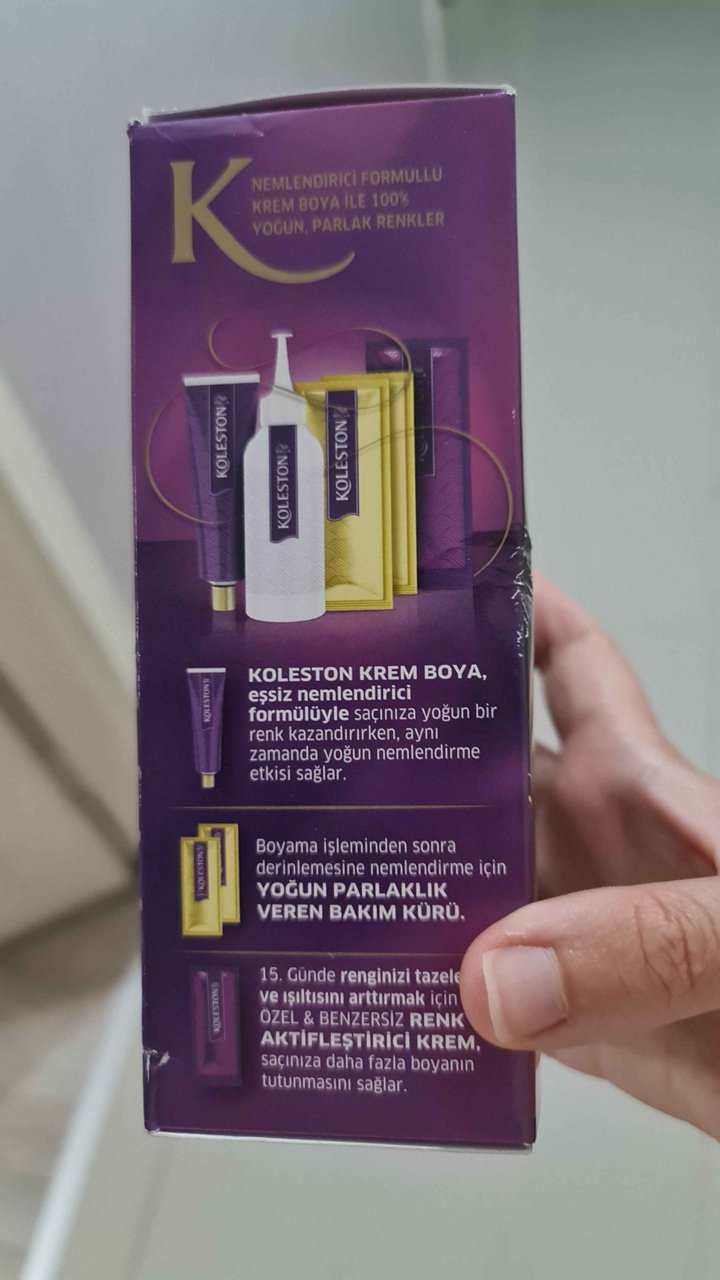 K
NEMLENDİRİCİ FORMÜLLÜ
KREM BOYA İLE 100%
YOĞUN, PARLAK RENKLER
KOLESTON
KOLESTON
KOLESTON
KOLESTON
KOLESTON KREM BOYA,
eşsiz nemlendirici
formülüyle saçınıza yoğun bir
renk kazandırırken, aynı
zamanda yoğun nemlendirme
etkisi sağlar.
KOLESTON
Boyama işleminden sonra
derinlemesine nemlendirme için
YOĞUN PARLAKLIK
VEREN BAKIM KÜRÜ.
KOLESTON
15. Günde renginizi tazele
ve ışıltısını arttırmak için
ÖZEL & BENZERSİZ RENK
AKTİFLEŞTİRİCİ KREM,
saçınıza daha fazla boyanın
tutunmasını sağlar.